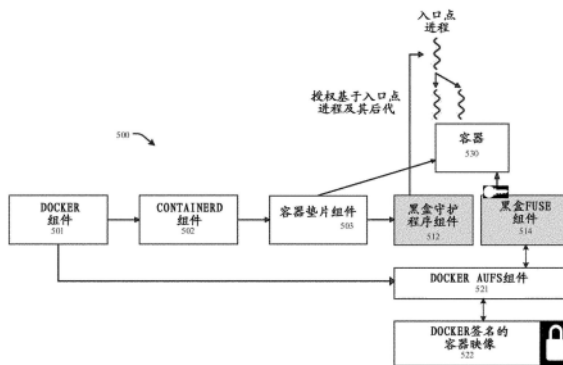 入口点
进程
授权基于入口点
进程及其后代
500
容器
530
DOCKER
组件
501
CONTAINERD
组件
502
容器垫片组件
503
黑盒守护
程序组件
512
黑盒FUSE
组件
514
DOCKER AUFS组件
521
DOCKER签名的
容器映像
522